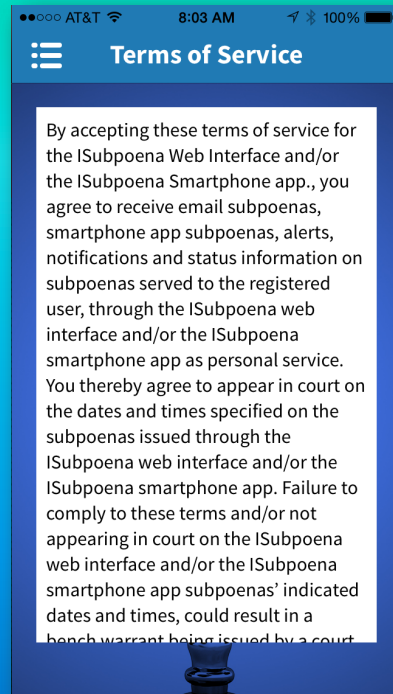 AT&T 8:03 AM 100%
Terms of Service
By accepting these terms of service for
the ISubpoena Web Interface and/or
the ISubpoena Smartphone app., you
agree to receive email subpoenas,
smartphone app subpoenas, alerts,
notifications and status information on
subpoenas served to the registered
user, through the ISubpoena web
interface and/or the ISubpoena
smartphone app as personal service.
You thereby agree to appear in court on
the dates and times specified on the
subpoenas issued through the
ISubpoena web interface and/or the
ISubpoena smartphone app. Failure to
comply to these terms and/or not
appearing in court on the ISubpoena
web interface and/or the ISubpoena
smartphone app subpoenas’ indicated
dates and times, could result in a
bench warrant being issued by a court